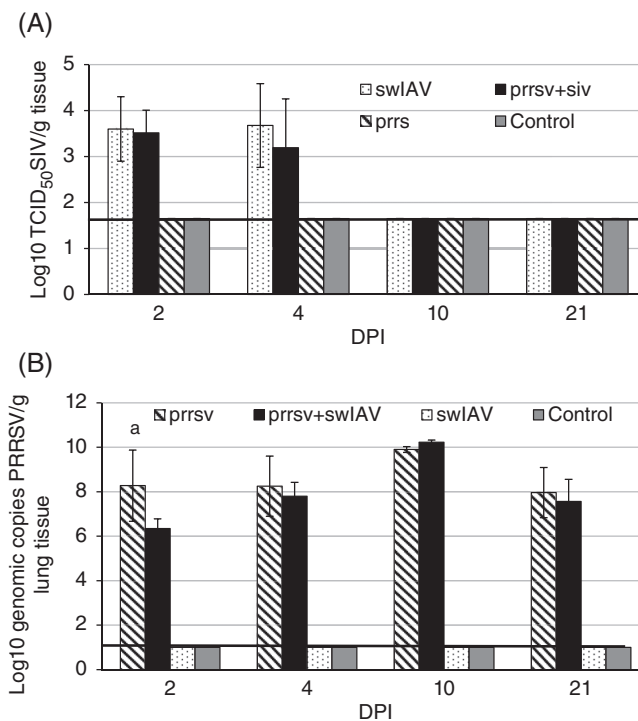 (A)
5
4
3
2
1
0
Log10 TCID50SIV/g tissue
swIAV
prrsv+siv
prrs
Control
2
4
10
21
DPI
(B)
12
10
8
6
4
2
0
Log10 genomic copies PRRSV/g
lung tissue
prrsv
prrsv+swIAV
swIAV
Control
a
2
4
10
21
DPI